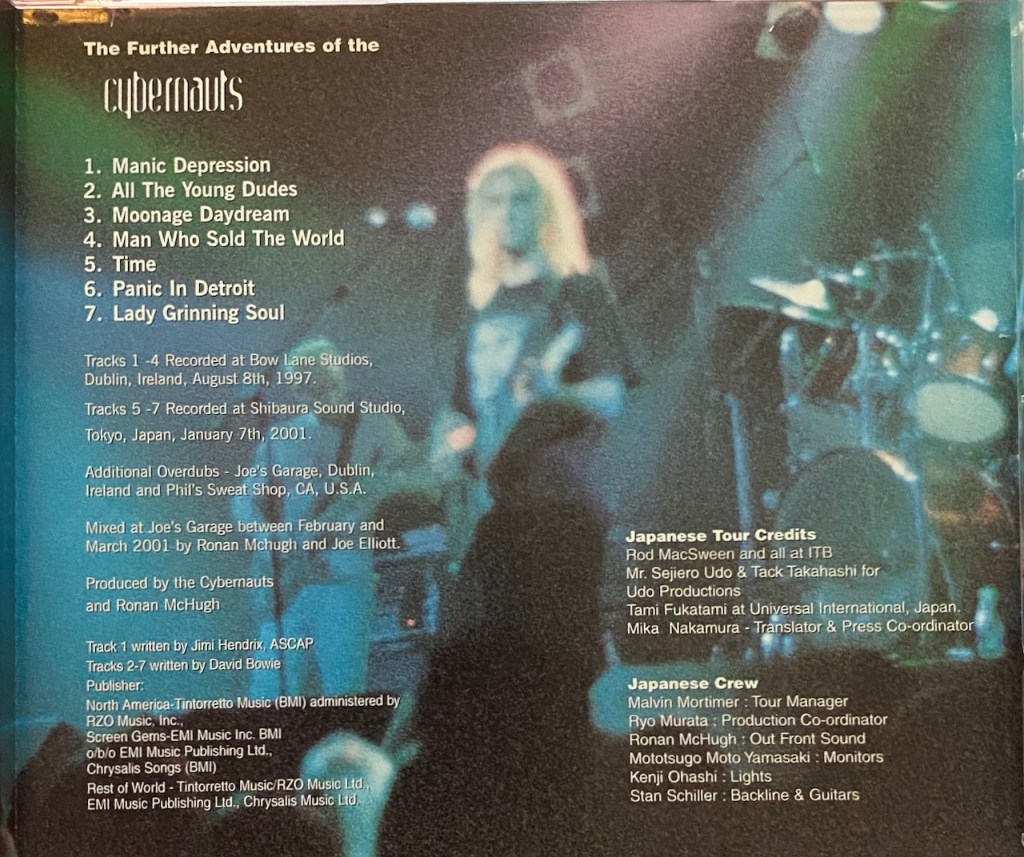 The Further Adventures of the
cybernauts
1. Manic Depression
2. All The Young Dudes
3. Moonage Daydream
4. Man Who Sold The World
5. Time
6. Panic In Detroit
7. Lady Grinning Soul
Tracks 1 -4 Recorded at Bow Lane Studios,
Dublin, Ireland, August 8th, 1997.
Tracks 5 -7 Recorded at Shibaura Sound Studio,
Tokyo, Japan, January 7th, 2001.
Additional Overdubs - Joe's Garage, Dublin,
Ireland and Phil's Sweat Shop, CA, U.S.A.
Mixed at Joe's Garage between February and
March 2001 by Ronan Mchugh and Joe Elliott.
Produced by the Cybernauts
and Ronan McHugh
Track 1 written by Jimi Hendrix, ASCAP
Tracks 2-7 written by David Bowie
Publisher:
North America-Tintorretto Music (BMI) administered by
RZO Music, Inc.,
Screen Gems-EMI Music Inc. BMI
o/b/o EMI Music Publishing Ltd.,
Chrysalis Songs (BMI)
Rest of World - Tintorretto Music/RZO Music Ltd.,
EMI Music Publishing Ltd., Chrysalis Music Ltd.
Japanese Tour Credits
Rod MacSween and all at ITB
Mr. Sejiero Udo & Tack Takahashi for
Udo Productions
Tami Fukatami at Universal International, Japan.
Mika Nakamura - Translator & Press Co-ordinator
Japanese Crew
Malvin Mortimer : Tour Manager
Ryo Murata : Production Co-ordinator
Ronan McHugh : Out Front Sound
Mototsugo Moto Yamasaki : Monitors
Kenji Ohashi : Lights
Stan Schiller : Backline & Guitars